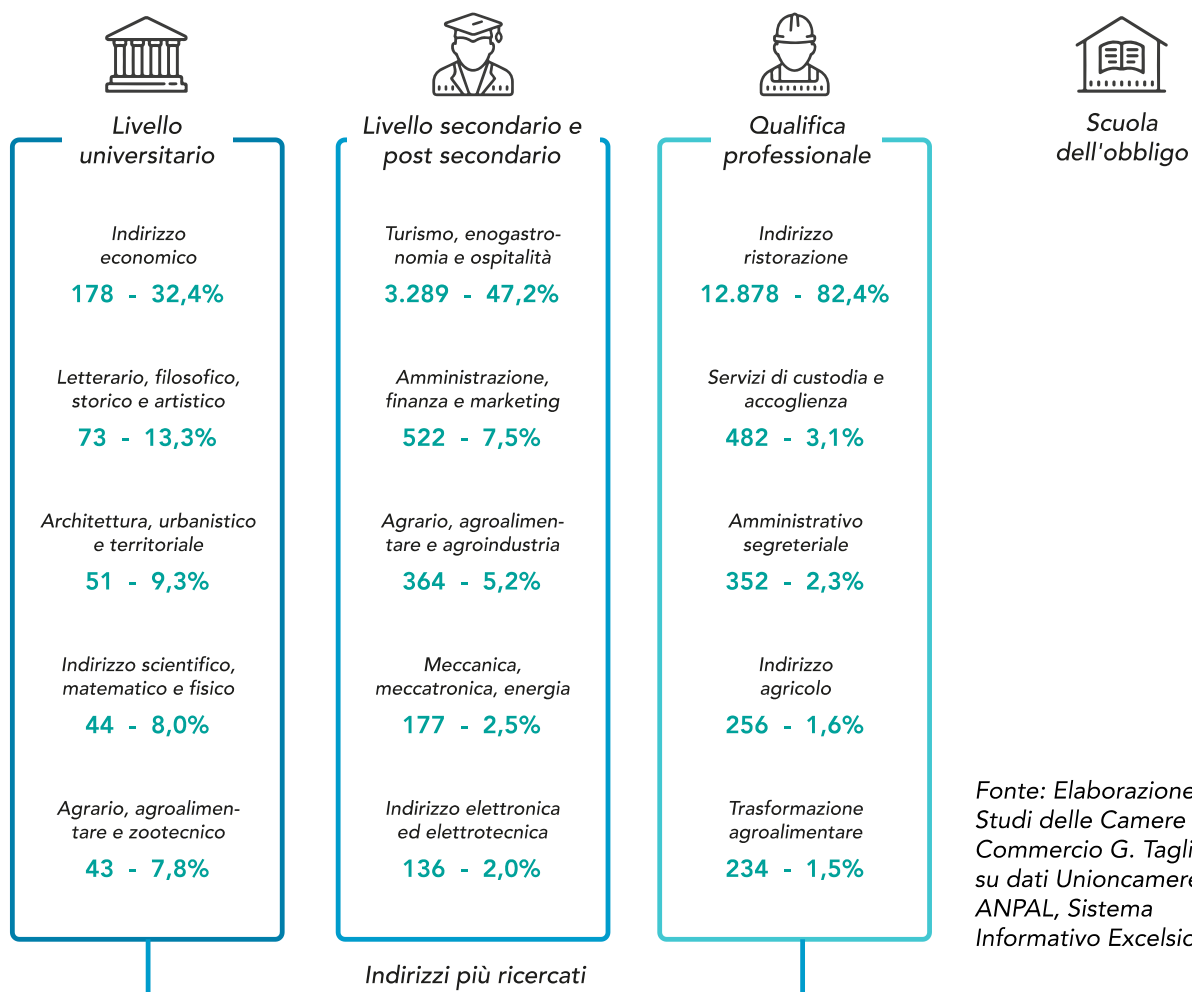 Livello
universitario
Indirizzo
economico
178 - 32,4%
Letterario, filosofico,
storico e artistico
73 - 13,3%
Architettura, urbanistico
e territoriale
51 - 9,3%
Indirizzo scientifico,
matematico e fisico
44 - 8,0%
Agrario, agroalimen-
tare e zootecnico
43 - 7,8%
Livello secondario e
post secondario
Turismo, enogastro-
nomia e ospitalità
3.289 - 47,2%
Amministrazione,
finanza e marketing
522 - 7,5%
Agrario, agroalimen-
tare e agroindustria
364 - 5,2%
Meccanica,
meccatronica, energia
177 - 2,5%
Indirizzo elettronica
ed elettrotecnica
136 - 2,0%
Qualifica
professionale
Indirizzo
ristorazione
12.878 - 82,4%
Servizi di custodia e
accoglienza
482 - 3,1%
Amministrativo
segreteriale
352 - 2,3%
Indirizzo
agricolo
256 - 1,6%
Trasformazione
agroalimentare
234 - 1,5%
Scuola
dell'obbligo
Fonte: Elaborazione
Studi delle Camere
Commercio G. Tagli
su dati Unioncamere
ANPAL, Sistema
Informativo Excelsio
Indirizzi più ricercati